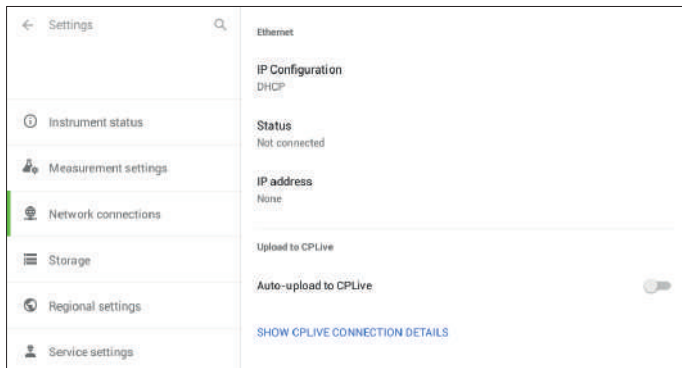 Settings
Instrument status
Measurement settings
Network connections
Storage
Regional settings
Service settings
Ethernet
IP Configuration
DHCP
Status
Not connected
IP address
None
Upload to CPLive
Auto-upload to CPLive
SHOW CPLIVE CONNECTION DETAILS